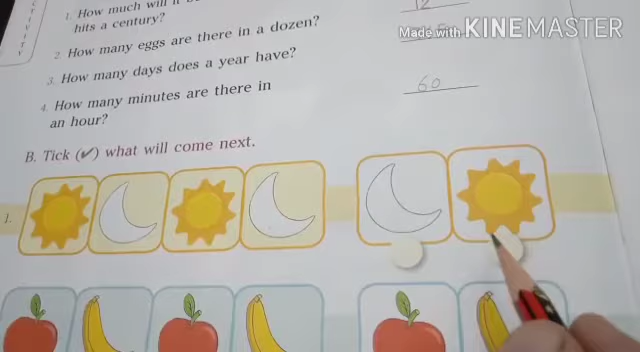 1. How much will it b
hits a century?
12
Made with KINEMASTER
2. How many eggs are there in a dozen?
3. How many days does a year have?
4. How many minutes are there in
an hour?
60
B. Tick (✔) what will come next.
1.